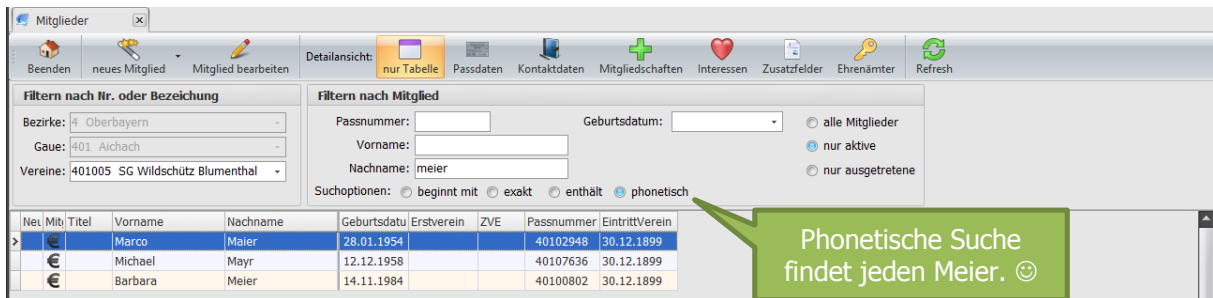 Mitglieder
Beenden neues Mitglied Mitglied bearbeiten Detailansicht: nur Tabelle Passdaten Kontaktdaten Mitgliedschaften Interessen Zusatzfelder Ehrenämter Refresh
Filtern nach Nr. oder Bezeichung Filtern nach Mitglied
Bezirke: 4 Oberbayern Passnummer: Geburtsdatum: alle Mitglieder
Gaue: 401 Aichach Vorname: nur aktive
Vereine: 401005 SG Wildschütz Blumenthal Nachname: meier nur ausgetretene
Suchoptionen: beginnt mit exakt enthält phonetisch
Neu Mitg Titel Vorname Nachname Geburtsdatu Erstverein ZVE Passnummer EintrittVerein
€ Marco Maier 28.01.1954 40102948 30.12.1899
€ Michael Mayr 12.12.1958 40107636 30.12.1899
€ Barbara Meier 14.11.1984 40100802 30.12.1899
Phonetische Suche
findet jeden Meier. ☺